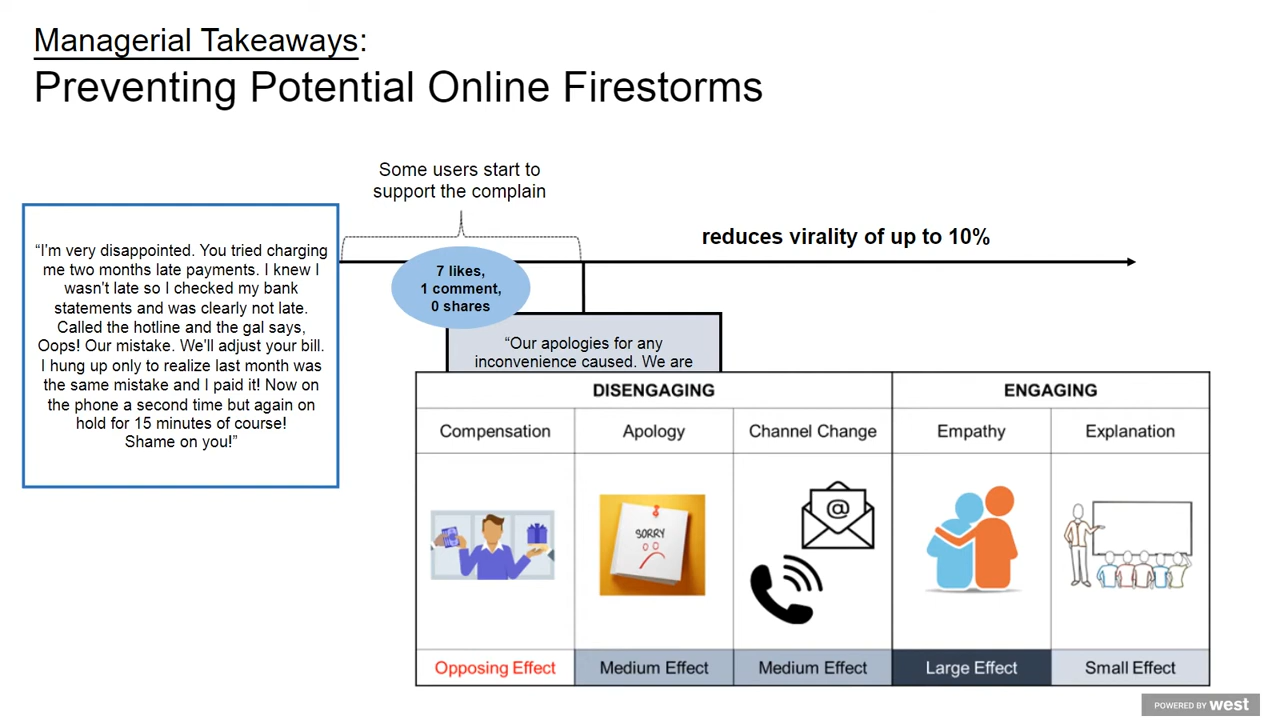 Managerial Takeaways:
Preventing Potential Online Firestorms
Some users start to
support the complain
reduces virality of up to 10%
“I'm very disappointed. You tried charging
me two months late payments. I knew I
wasn't late so I checked my bank
statements and was clearly not late.
Called the hotline and the gal says,
Oops! Our mistake. We'll adjust your bill.
I hung up only to realize last month was
the same mistake and I paid it! Now on
the phone a second time but again on
hold for 15 minutes of course!
Shame on you!”
7 likes,
1 comment,
0 shares
“Our apologies for any
inconvenience caused. We are
DISENGAGING
ENGAGING
Compensation
Apology
Channel Change
Empathy
Explanation
SORRY
@
Opposing Effect
Medium Effect
Medium Effect
Large Effect
Small Effect
POWERED BY west